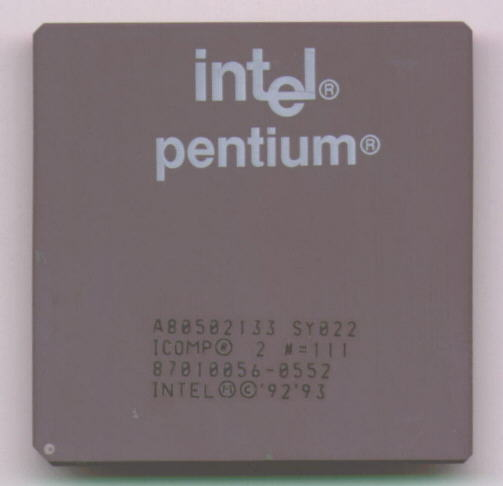 intel®
pentium®
A80502133 SY022
ICOMP® 2 #=111
87010056-0552
INTEL Ⓜ©'92'93